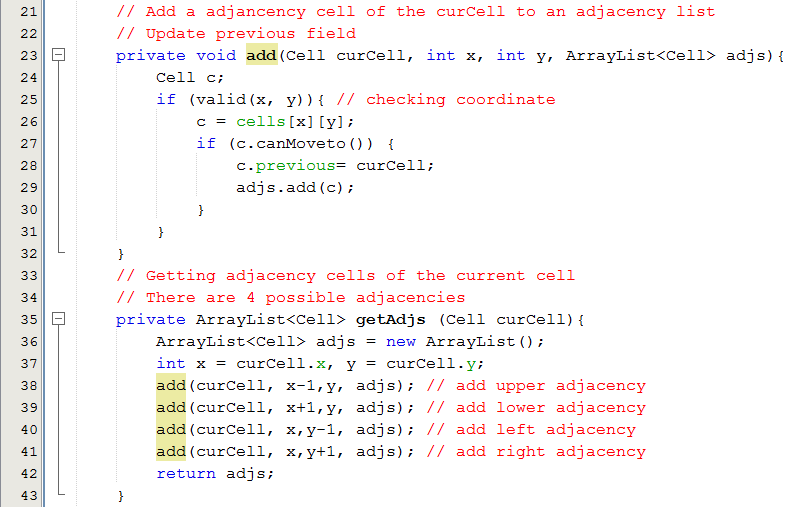 21 // Add a adjancency cell of the curCell to an adjacency list
22 // Update previous field
23 private void add(Cell curCell, int x, int y, ArrayList<Cell> adjs){
24 Cell c;
25 if (valid(x, y)){ // checking coordinate
26 c = cells[x][y];
27 if (c.canMoveto()) {
28 c.previous= curCell;
29 adjs.add(c);
30 }
31 }
32 }
33 // Getting adjacency cells of the current cell
34 // There are 4 possible adjacencies
35 private ArrayList<Cell> getAdjs (Cell curCell){
36 ArrayList<Cell> adjs = new ArrayList();
37 int x = curCell.x, y = curCell.y;
38 add(curCell, x-1,y, adjs); // add upper adjacency
39 add(curCell, x+1,y, adjs); // add lower adjacency
40 add(curCell, x,y-1, adjs); // add left adjacency
41 add(curCell, x,y+1, adjs); // add right adjacency
42 return adjs;
43 }